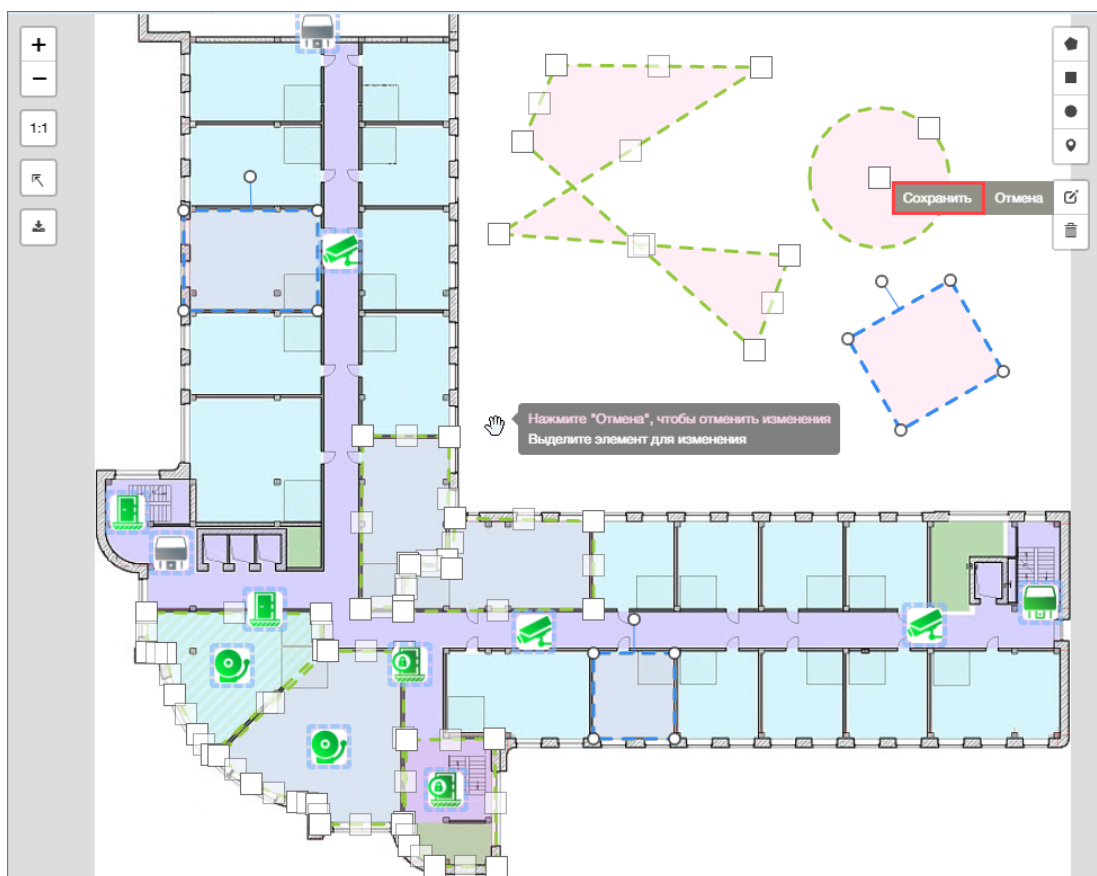 +
−
1:1
Сохранить Отмена
Нажмите "Отмена", чтобы отменить изменения
Выделите элемент для изменения